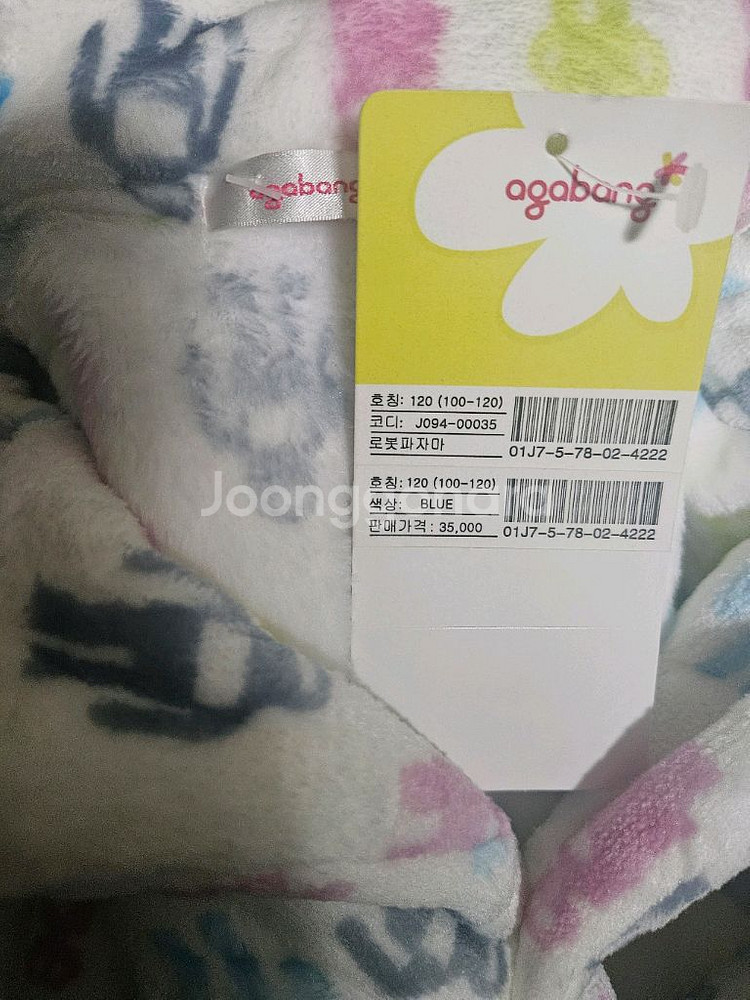 agabang
agabang
호칭: 120 (100-120)
코디: J094-00035
로봇파자마
01J7-5-78-02-4222
호칭: 120 (100-120)
색상: BLUE
판매가격: 35,000
01J7-5-78-02-4222
Joonggonara